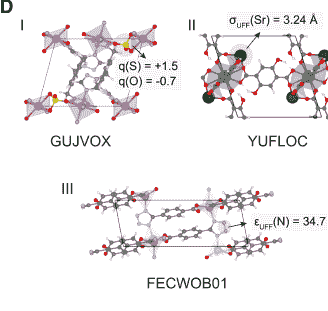 D
I
q(S) = +1.5
q(O) = -0.7
GUJVOX
II
σUFF(Sr) = 3.24 Å
YUFLOC
III
εUFF(N) = 34.7
FECWOB01